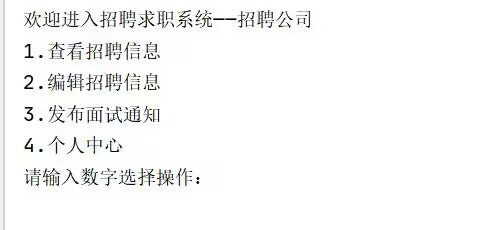 欢迎进入招聘求职系统——招聘公司
1.查看招聘信息
2.编辑招聘信息
3.发布面试通知
4.个人中心
请输入数字选择操作：